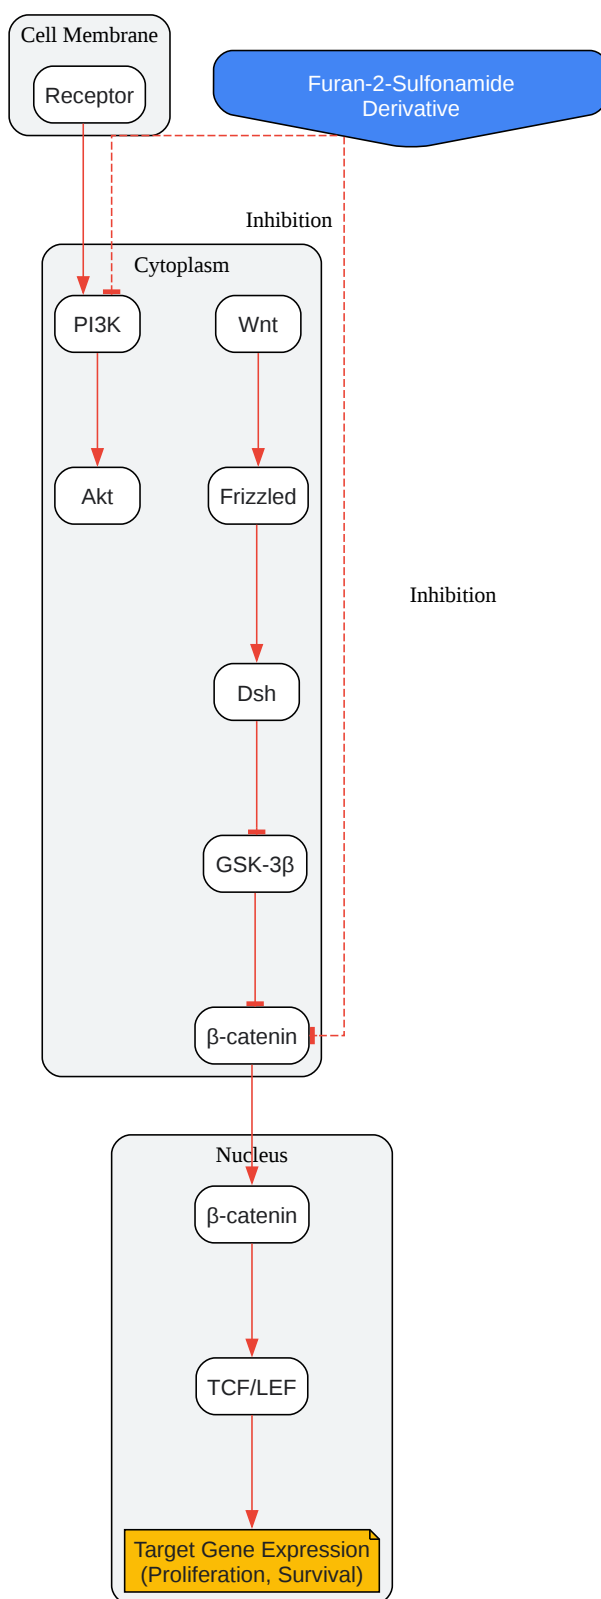 Cell Membrane
Receptor
Furan-2-Sulfonamide
Derivative
Inhibition
Cytoplasm
PI3K
Wnt
Akt
Frizzled
Inhibition
Dsh
GSK-3β
β-catenin
Nucleus
β-catenin
TCF/LEF
Target Gene Expression
(Proliferation, Survival)